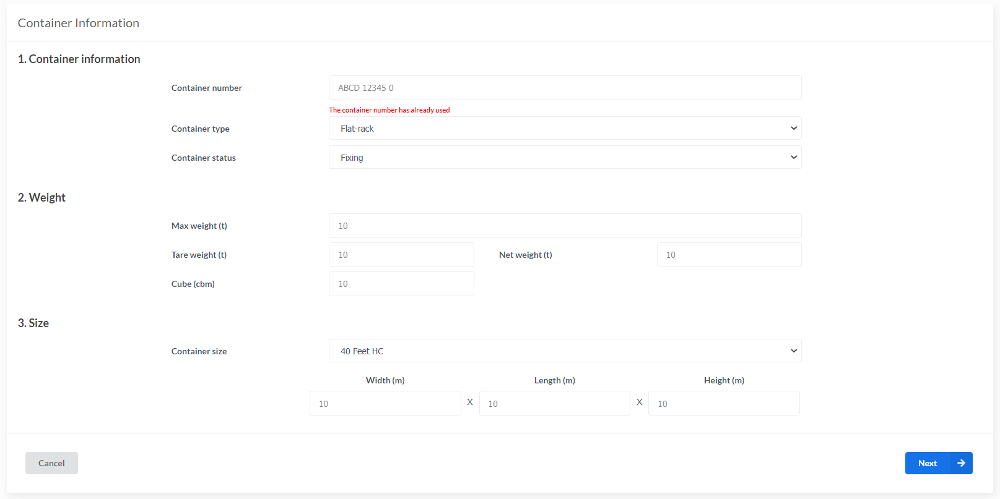 Container Information
1. Container information
Container number
ABCD 12345 0
The container number has already used
Container type
Flat-rack
Container status
Fixing
2. Weight
Max weight (t)
10
Tare weight (t)
10
Net weight (t)
10
Cube (cbm)
10
3. Size
Container size
40 Feet HC
Width (m)
Length (m)
Height (m)
10
X
10
X
10
Cancel
Next